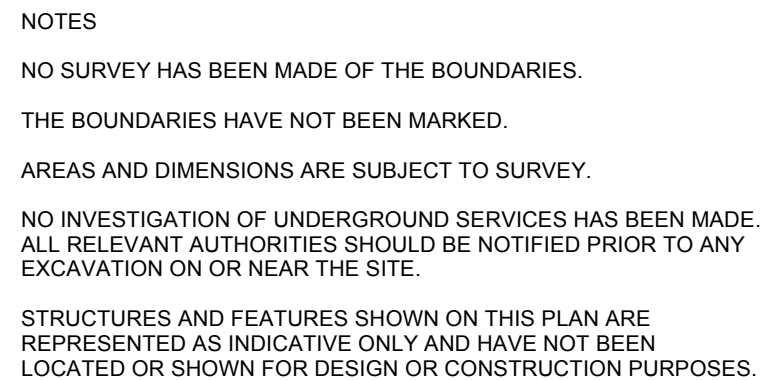 NOTES
NO SURVEY HAS BEEN MADE OF THE BOUNDARIES.
THE BOUNDARIES HAVE NOT BEEN MARKED.
AREAS AND DIMENSIONS ARE SUBJECT TO SURVEY.
NO INVESTIGATION OF UNDERGROUND SERVICES HAS BEEN MADE.
ALL RELEVANT AUTHORITIES SHOULD BE NOTIFIED PRIOR TO ANY
EXCAVATION ON OR NEAR THE SITE.
STRUCTURES AND FEATURES SHOWN ON THIS PLAN ARE
REPRESENTED AS INDICATIVE ONLY AND HAVE NOT BEEN
LOCATED OR SHOWN FOR DESIGN OR CONSTRUCTION PURPOSES.